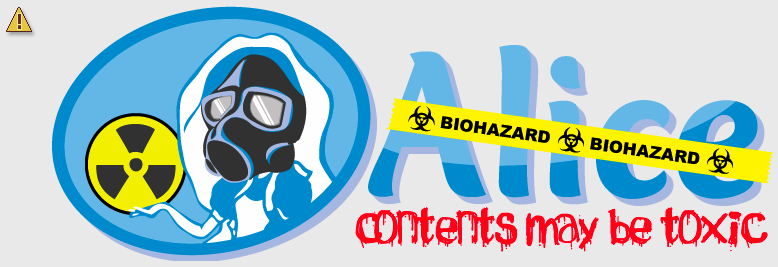 Alice
BIOHAZARD BIOHAZARD
contents may be toxic